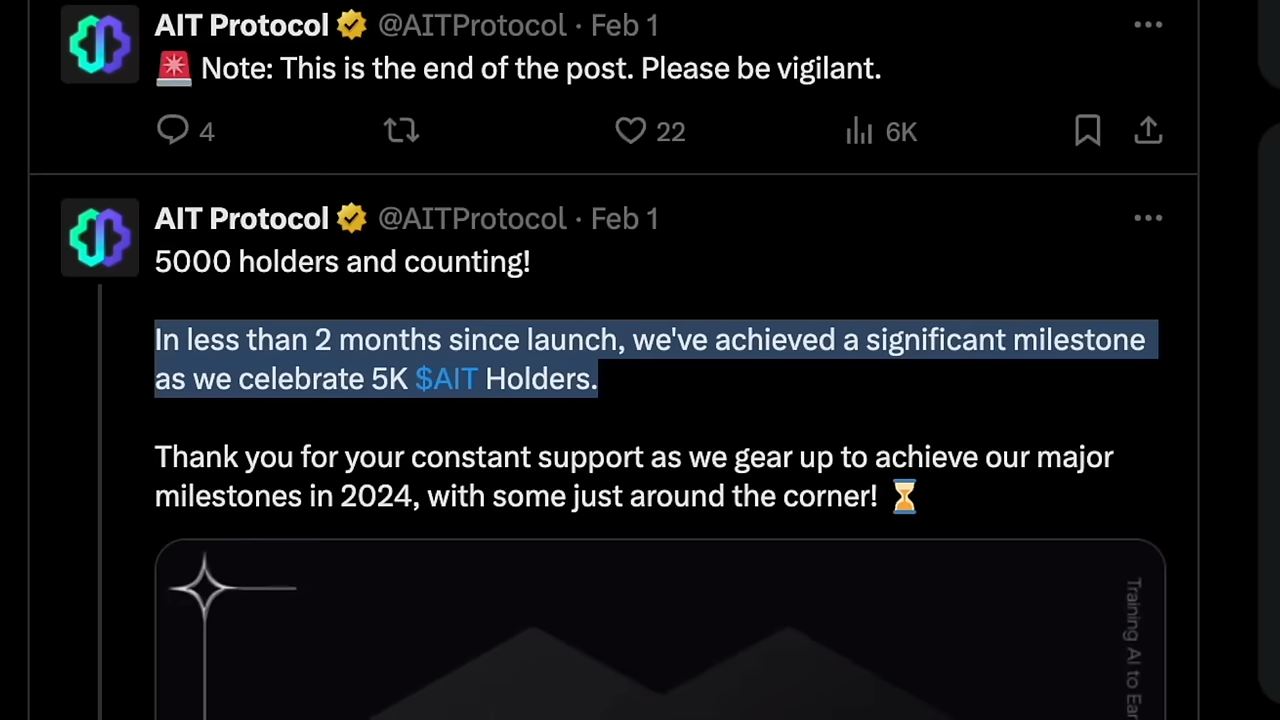 AIT Protocol @AITProtocol · Feb 1
🚨 Note: This is the end of the post. Please be vigilant.
4 22 6K
AIT Protocol @AITProtocol · Feb 1
5000 holders and counting!
In less than 2 months since launch, we've achieved a significant milestone
as we celebrate 5K $AIT Holders.
Thank you for your constant support as we gear up to achieve our major
milestones in 2024, with some just around the corner! ⏳
Training AI to